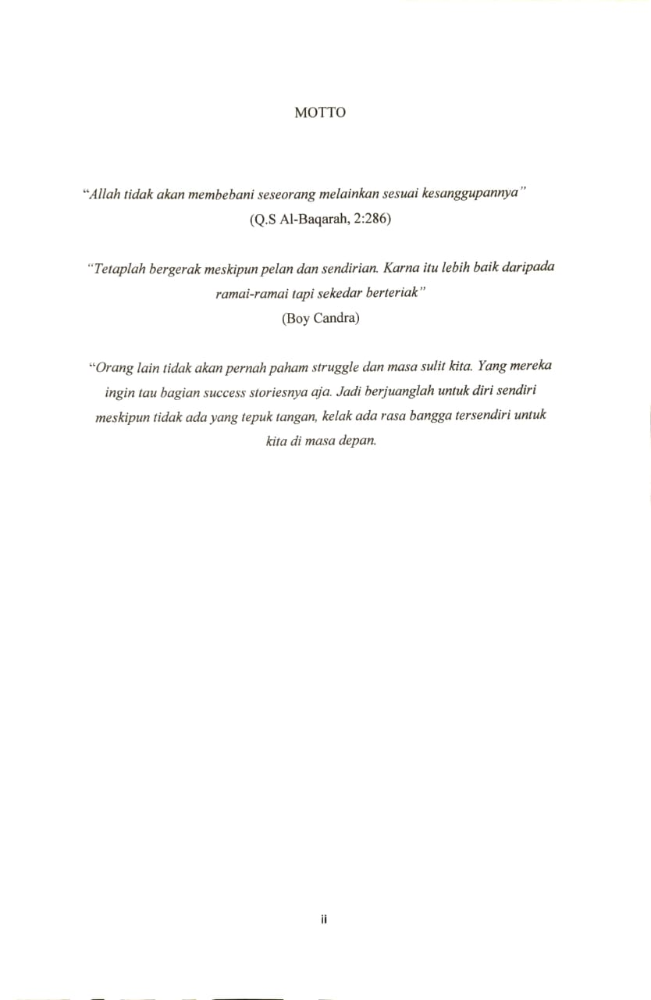 MOTTO
“Allah tidak akan membebani seseorang melainkan sesuai kesanggupannya”
(Q.S Al-Baqarah, 2:286)
“Tetaplah bergerak meskipun pelan dan sendirian. Karna itu lebih baik daripada
ramai-ramai tapi sekedar berteriak”
(Boy Candra)
“Orang lain tidak akan pernah paham struggle dan masa sulit kita. Yang mereka
ingin tau bagian success storiesnya aja. Jadi berjuanglah untuk diri sendiri
meskipun tidak ada yang tepuk tangan, kelak ada rasa bangga tersendiri untuk
kita di masa depan.
ii